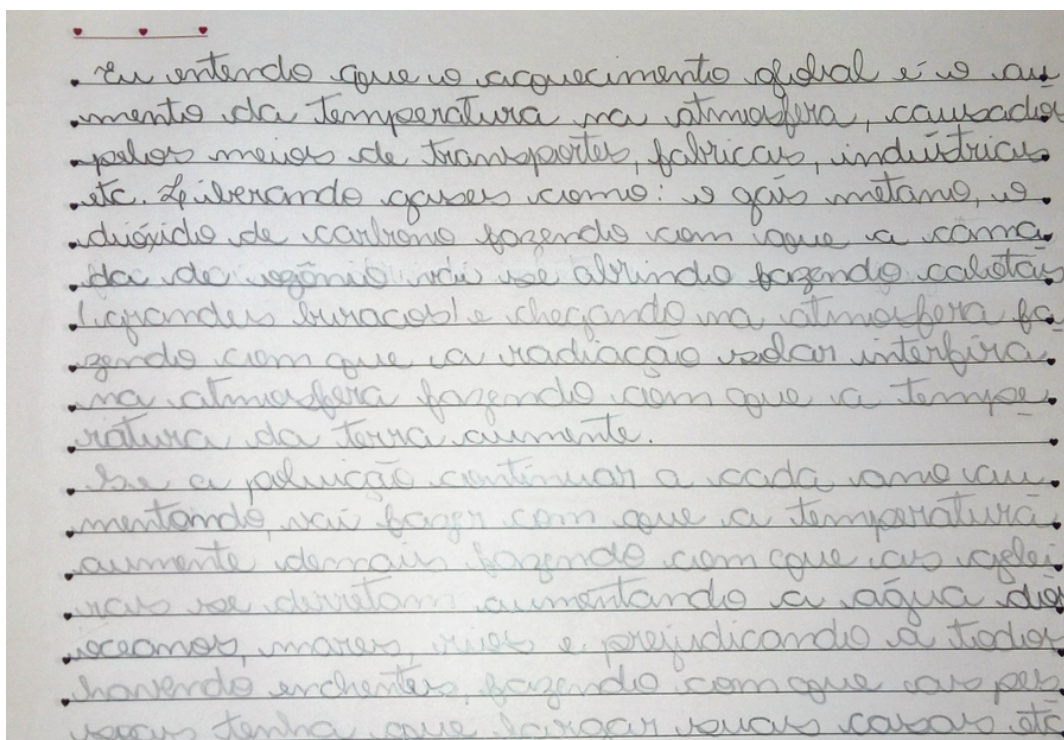 Eu entendo que o aquecimento global é o au
mento da temperatura na atmosfera, causado
pelos meios de transportes, fabricas, indústrias
etc. Liberando gases como: o gás metano, o
dióxido de carbono fazendo com que a câma
da de ozônio vái se abrindo fazendo calotas
(grandes buracos) e chegando na atmosfera fa
zendo com que a radiação solar interfira
na atmosfera fazendo com que a tempe
ratura da terra aumente.
Se a poluição continuar a cada ano au
mentando, vai fazer com que a temperatura
aumente demais fazendo com que as gelei
ras se derretam aumentando a água dos
oceanos, mares, rios e prejudicando a todos
havendo enchentes, fazendo com que as pes
soas tenha que largar suas casas etc